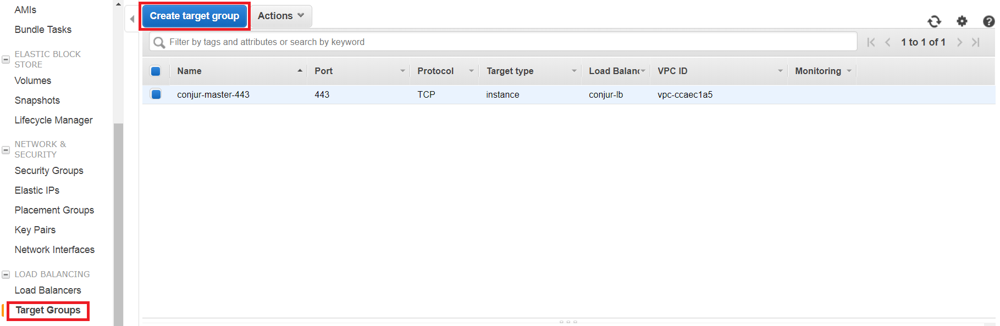 AMIs
Bundle Tasks
ELASTIC BLOCK
STORE
Volumes
Snapshots
Lifecycle Manager
NETWORK &
SECURITY
Security Groups
Elastic IPs
Placement Groups
Key Pairs
Network Interfaces
LOAD BALANCING
Load Balancers
Target Groups
Create target group Actions
Filter by tags and attributes or search by keyword 1 to 1 of 1
Name Port Protocol Target type Load Balanc VPC ID Monitoring
conjur-master-443 443 TCP instance conjur-lb vpc-ccaec1a5